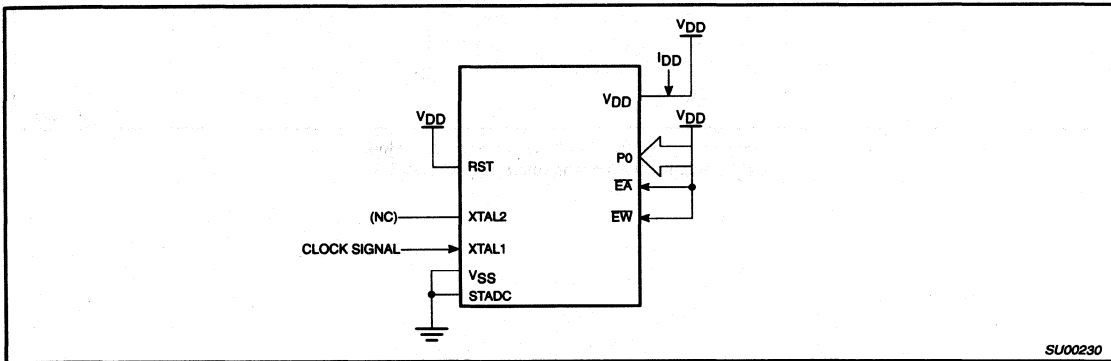 VDD
IDD
VDD
VDD
VDD
P0
RST
EA
(NC)
XTAL2
EW
CLOCK SIGNAL
XTAL1
VSS
STADC
SU00230